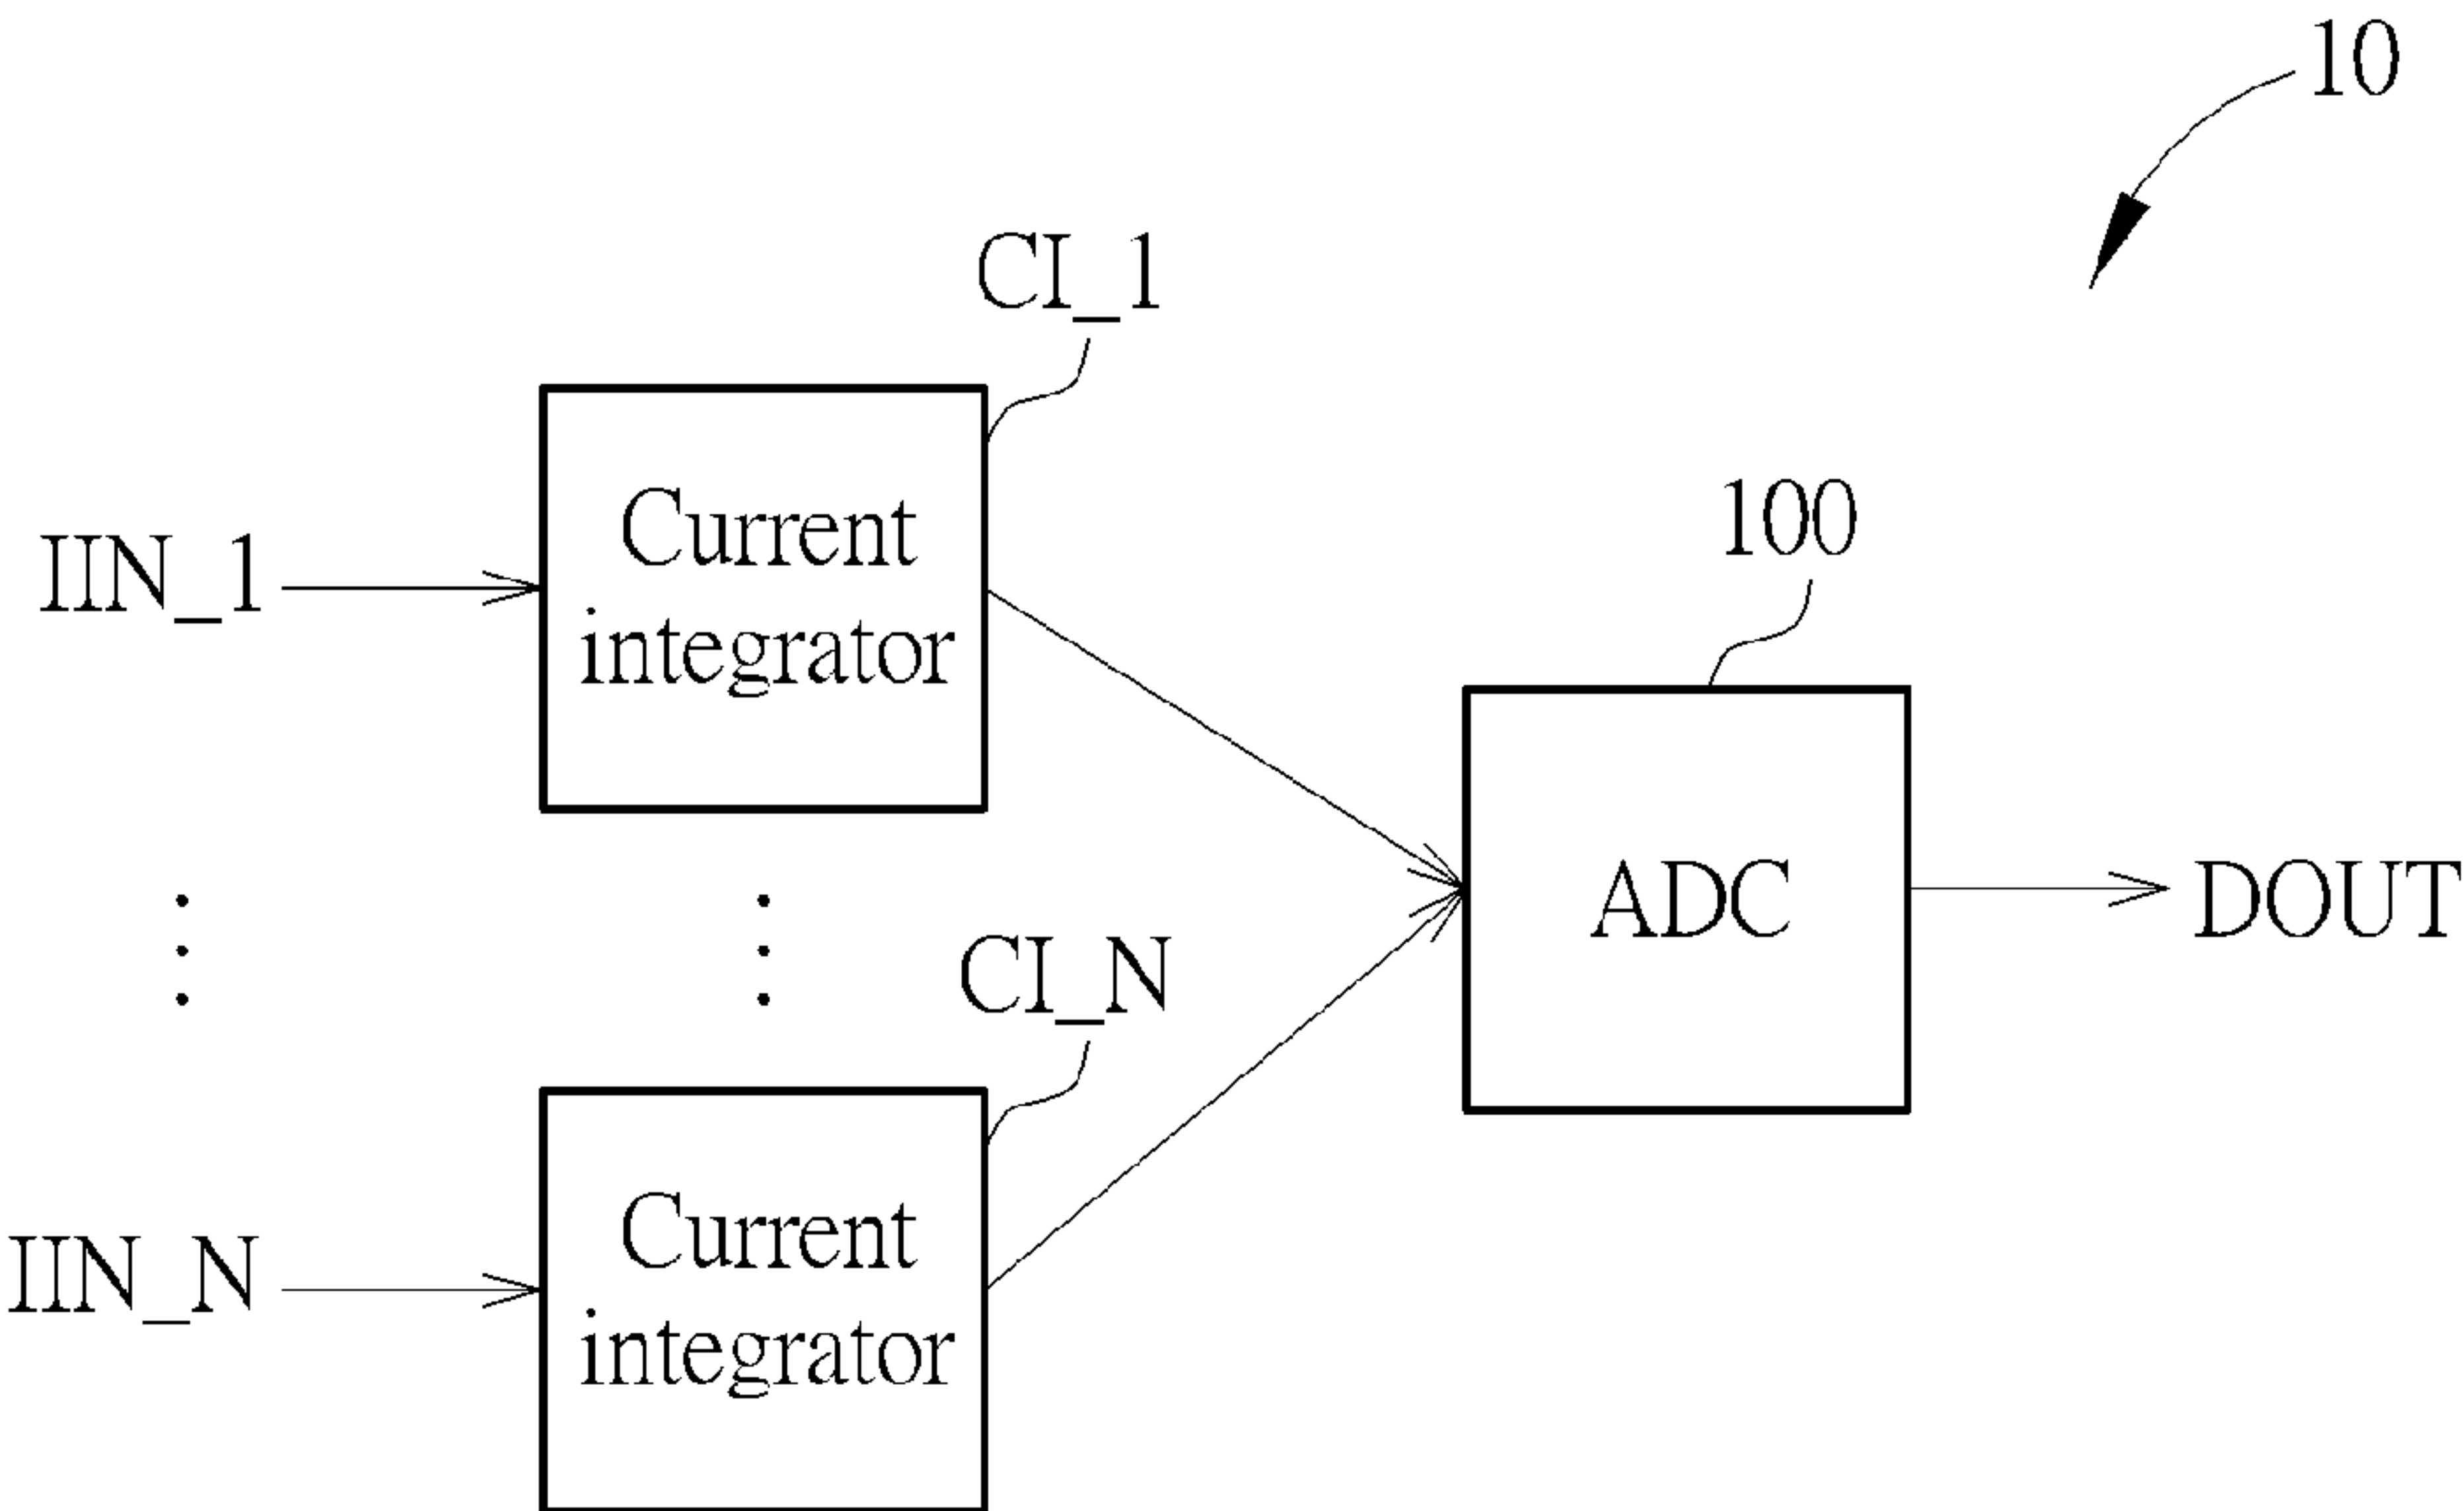 10
CI_1
Current
integrator
IIN_1
100
ADC
DOUT
CI_N
Current
integrator
IIN_N